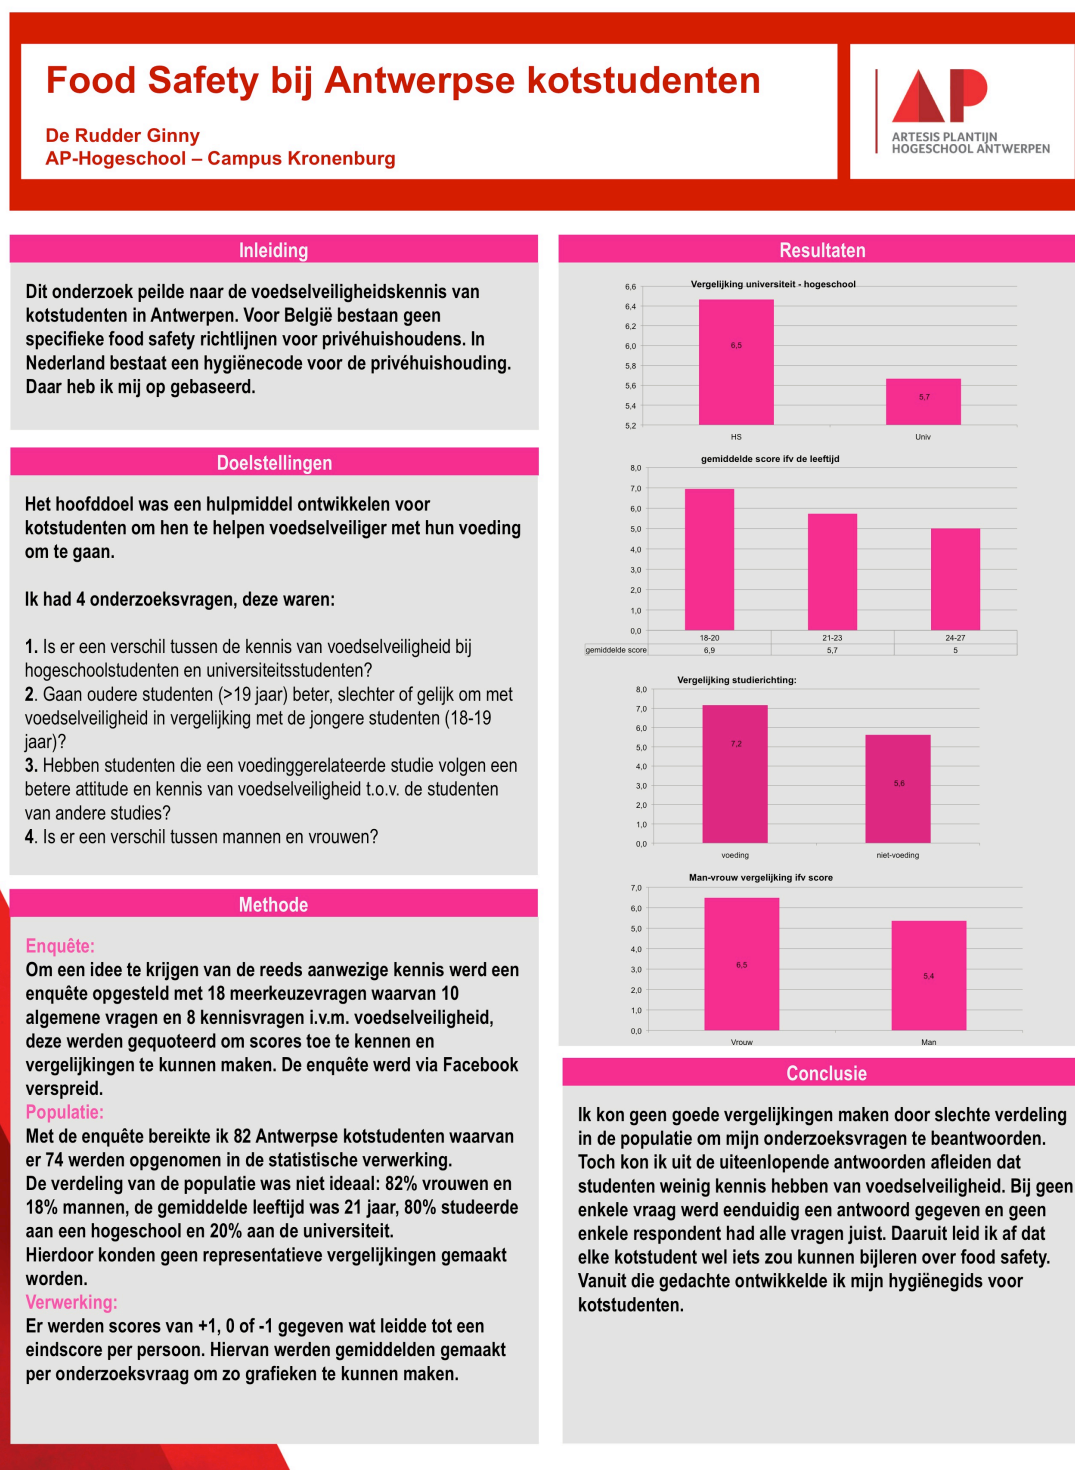 Food Safety bij Antwerpse kotstudenten
De Rudder Ginny
AP-Hogeschool – Campus Kronenburg
AP
ARTESIS PLANTIJN
HOGESCHOOL ANTWERPEN
Inleiding
Dit onderzoek peilde naar de voedselveiligheidskennis van
kotstudenten in Antwerpen. Voor België bestaan geen
specifieke food safety richtlijnen voor privéhuishoudens. In
Nederland bestaat een hygiënecode voor de privéhuishouding.
Daar heb ik mij op gebaseerd.
Doelstellingen
Het hoofddoel was een hulpmiddel ontwikkelen voor
kotstudenten om hen te helpen voedselveiliger met hun voeding
om te gaan.
Ik had 4 onderzoeksvragen, deze waren:
1. Is er een verschil tussen de kennis van voedselveiligheid bij
hogeschoolstudenten en universiteitsstudenten?
2. Gaan oudere studenten (>19 jaar) beter, slechter of gelijk om met
voedselveiligheid in vergelijking met de jongere studenten (18-19
jaar)?
3. Hebben studenten die een voedinggerelateerde studie volgen een
betere attitude en kennis van voedselveiligheid t.o.v. de studenten
van andere studies?
4. Is er een verschil tussen mannen en vrouwen?
Methode
Enquête:
Om een idee te krijgen van de reeds aanwezige kennis werd een
enquête opgesteld met 18 meerkeuzevragen waarvan 10
algemene vragen en 8 kennisvragen i.v.m. voedselveiligheid,
deze werden gequoteerd om scores toe te kennen en
vergelijkingen te kunnen maken. De enquête werd via Facebook
verspreid.
Populatie:
Met de enquête bereikte ik 82 Antwerpse kotstudenten waarvan
er 74 werden opgenomen in de statistische verwerking.
De verdeling van de populatie was niet ideaal: 82% vrouwen en
18% mannen, de gemiddelde leeftijd was 21 jaar, 80% studeerde
aan een hogeschool en 20% aan de universiteit.
Hierdoor konden geen representatieve vergelijkingen gemaakt
worden.
Verwerking:
Er werden scores van +1, 0 of -1 gegeven wat leidde tot een
eindscore per persoon. Hiervan werden gemiddelden gemaakt
per onderzoeksvraag om zo grafieken te kunnen maken.
Resultaten
Vergelijking universiteit - hogeschool
6,6
6,4
6,2
6,0
5,8
5,6
5,4
5,2
6,5
5,7
HS
Univ
gemiddelde score ifv de leeftijd
8,0
7,0
6,0
5,0
4,0
3,0
2,0
1,0
0,0
18-20
21-23
24-27
gemiddelde score
6,9
5,7
5
Vergelijking studierichting:
8,0
7,0
6,0
5,0
4,0
3,0
2,0
1,0
0,0
7,2
5,6
voeding
niet-voeding
Man-vrouw vergelijking ifv score
7,0
6,0
5,0
4,0
3,0
2,0
1,0
0,0
6,5
5,4
Vrouw
Man
Conclusie
Ik kon geen goede vergelijkingen maken door slechte verdeling
in de populatie om mijn onderzoeksvragen te beantwoorden.
Toch kon ik uit de uiteenlopende antwoorden afleiden dat
studenten weinig kennis hebben van voedselveiligheid. Bij geen
enkele vraag werd eenduidig een antwoord gegeven en geen
enkele respondent had alle vragen juist. Daaruit leid ik af dat
elke kotstudent wel iets zou kunnen bijleren over food safety.
Vanuit die gedachte ontwikkelde ik mijn hygiënegids voor
kotstudenten.